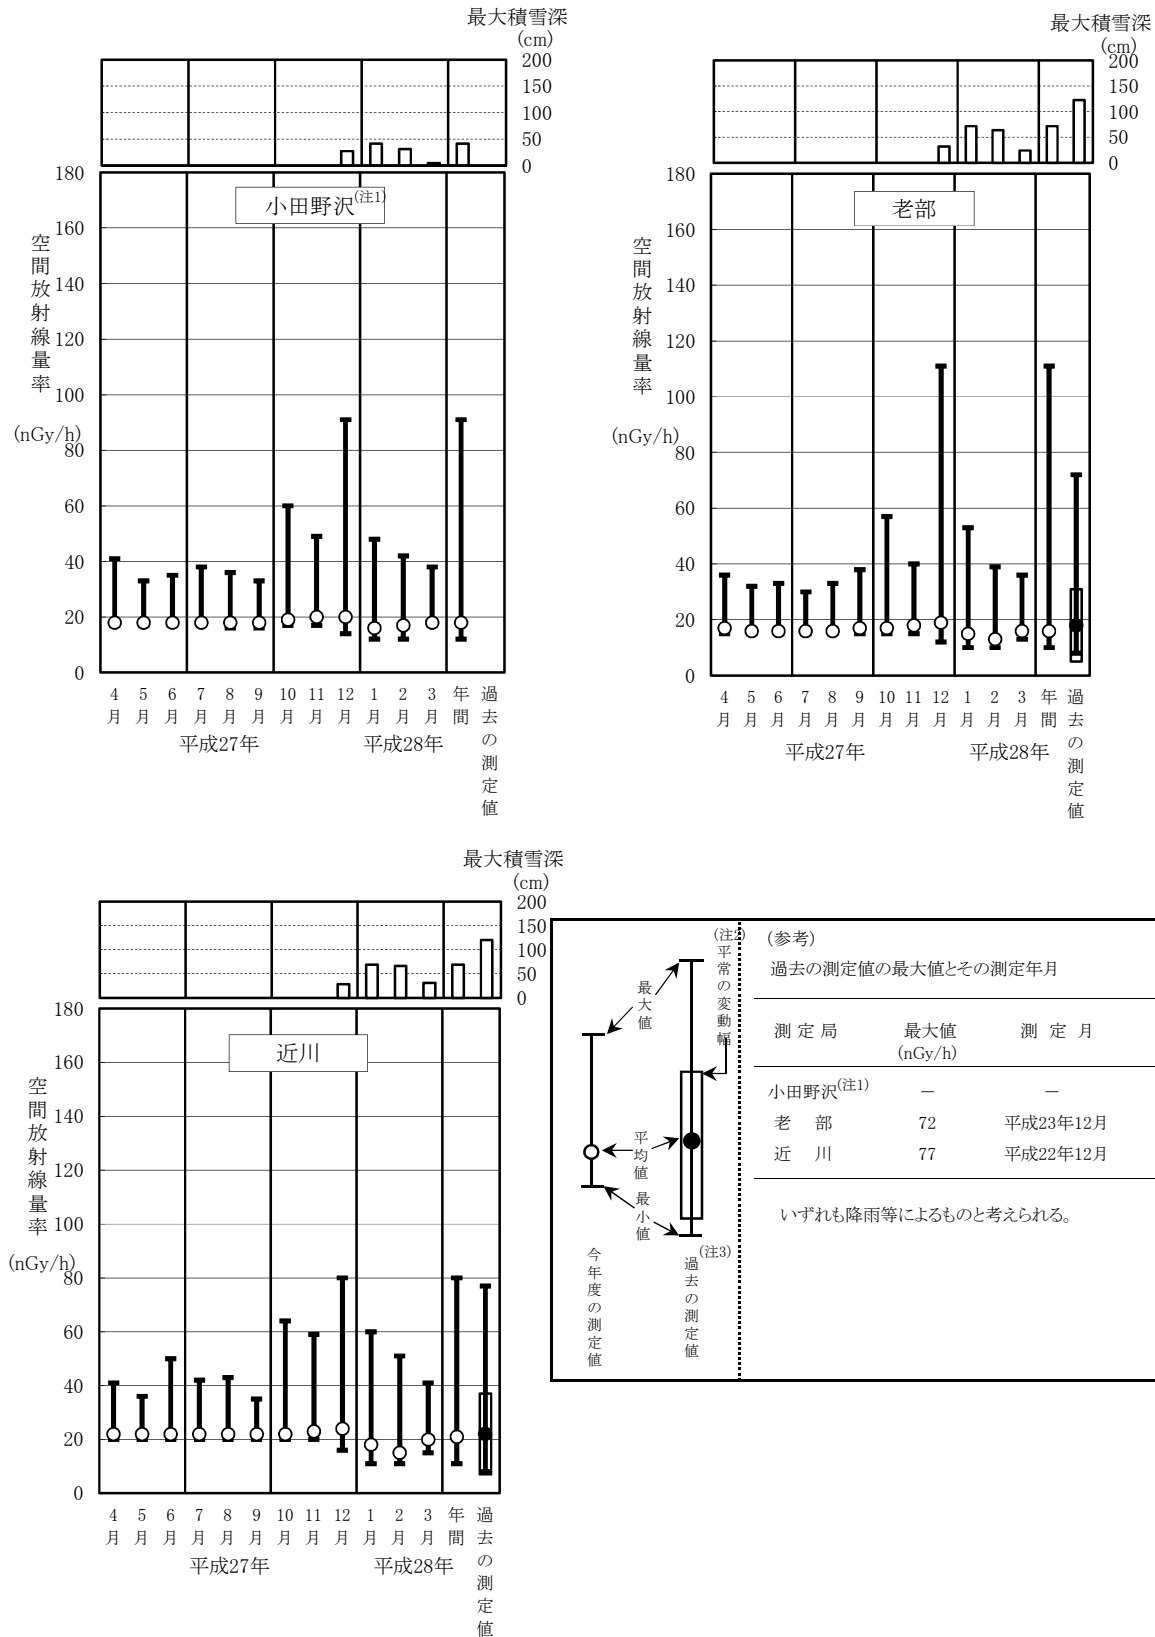 最大積雪深
(cm)
200
150
100
50
0
小田野沢(注1)
180
160
140
120
100
80
60
40
20
0
空間放射線量率
(nGy/h)
4月 5月 6月 7月 8月 9月 10月 11月 12月 1月 2月 3月 年間 過去の測定値
平成27年 平成28年
最大積雪深
(cm)
200
150
100
50
0
老部
180
160
140
120
100
80
60
40
20
0
空間放射線量率
(nGy/h)
4月 5月 6月 7月 8月 9月 10月 11月 12月 1月 2月 3月 年間 過去の測定値
平成27年 平成28年
最大積雪深
(cm)
200
150
100
50
0
近川
180
160
140
120
100
80
60
40
20
0
空間放射線量率
(nGy/h)
4月 5月 6月 7月 8月 9月 10月 11月 12月 1月 2月 3月 年間 過去の測定値
平成27年 平成28年
(注2)
平常の変動幅
最大値
平均値
最小値
今年度の測定値
過去の測定値(注3)
(参考)
過去の測定値の最大値とその測定年月
測定局 最大値 測定月
(nGy/h)
小田野沢(注1) － －
老部 72 平成23年12月
近川 77 平成22年12月
いずれも降雨等によるものと考えられる。